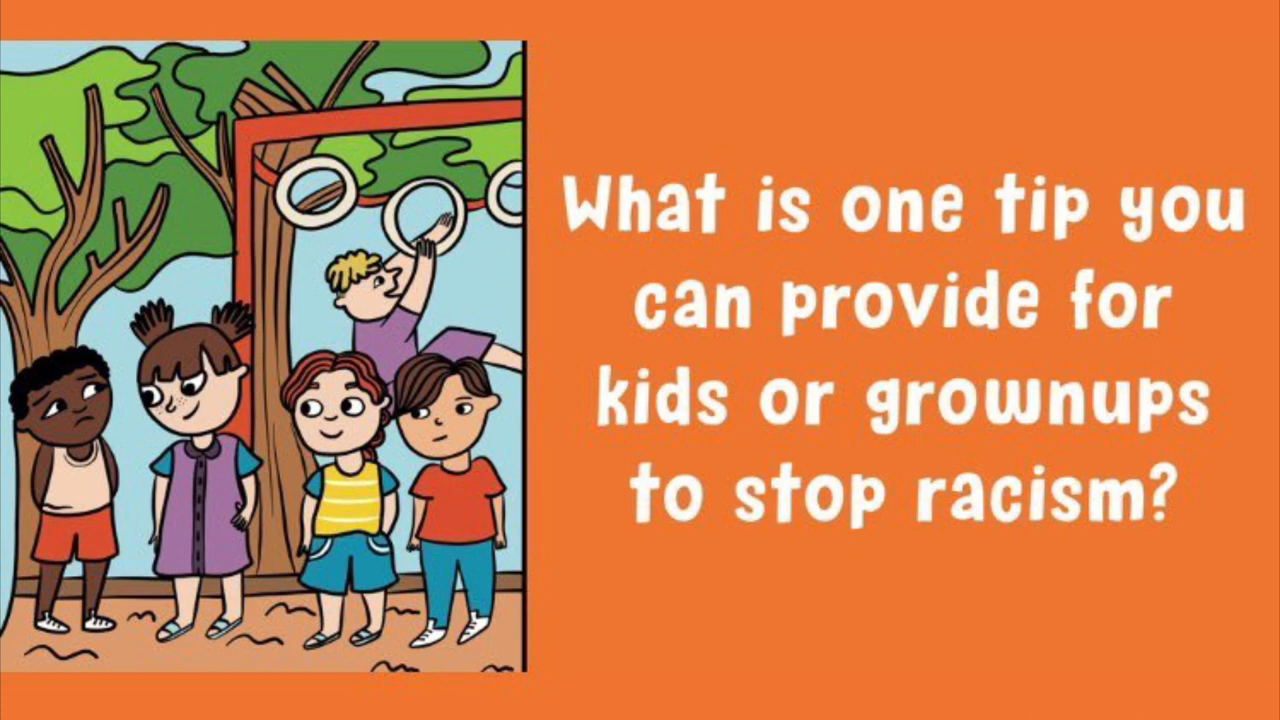 What is one tip you
can provide for
kids or grownups
to stop racism?